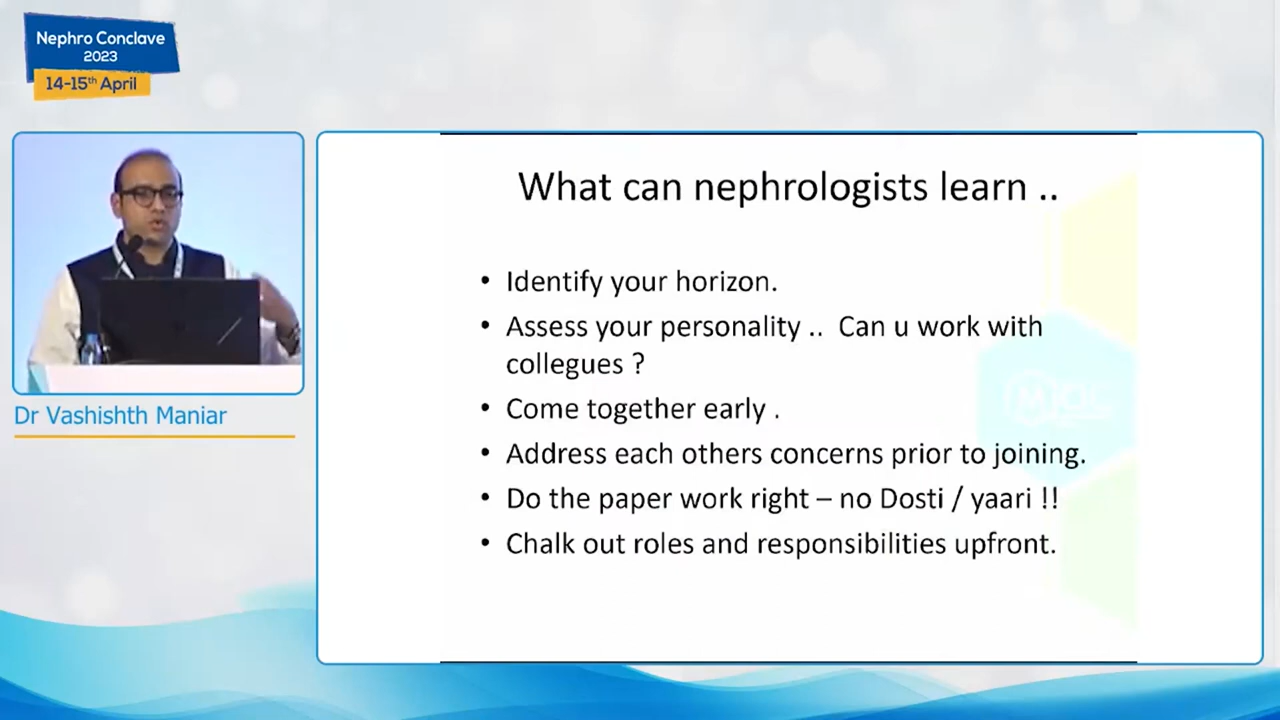 Nephro Conclave
2023
14-15th April
Dr Vashishth Maniar
What can nephrologists learn ..
• Identify your horizon.
• Assess your personality .. Can u work with
collegues ?
• Come together early .
• Address each others concerns prior to joining.
• Do the paper work right – no Dosti / yaari !!
• Chalk out roles and responsibilities upfront.